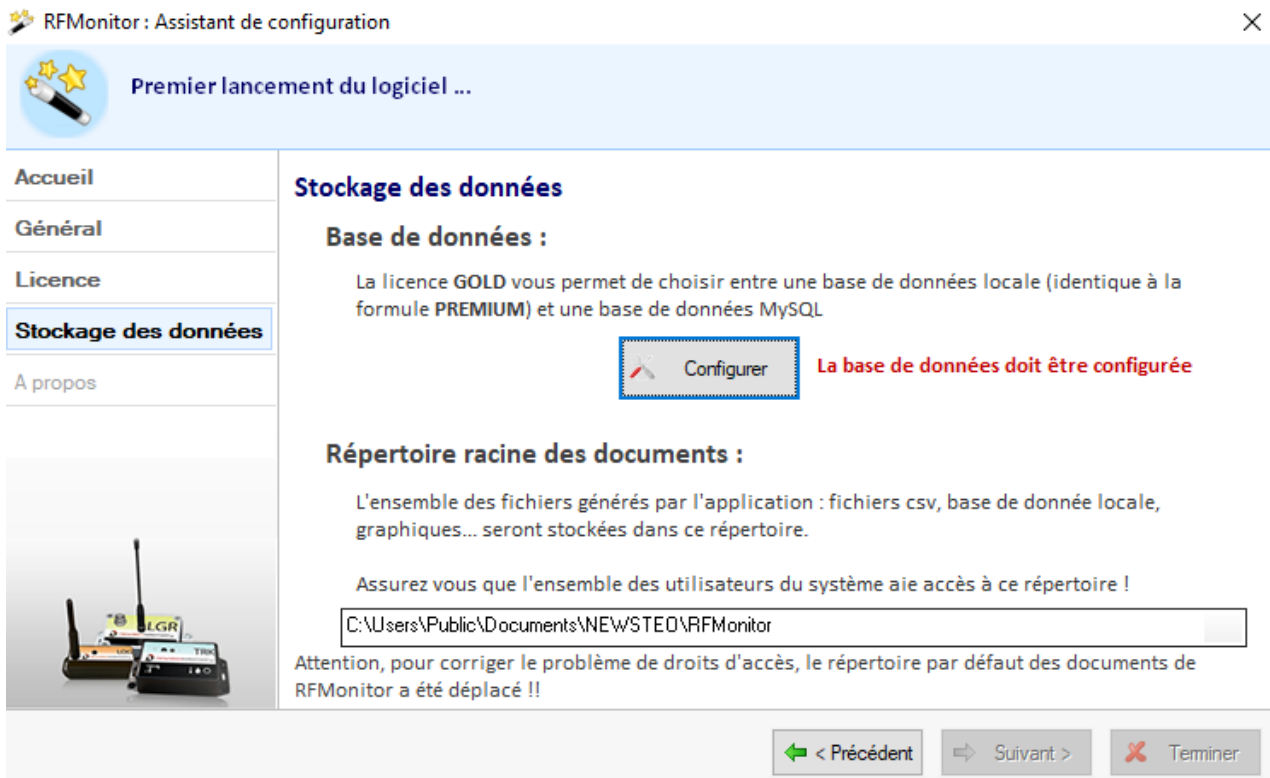 RFMonitor : Assistant de configuration
Premier lancement du logiciel ...
Accueil
Général
Licence
Stockage des données
A propos
Stockage des données
Base de données :
La licence GOLD vous permet de choisir entre une base de données locale (identique à la
formule PREMIUM) et une base de données MySQL
Configurer
La base de données doit être configurée
Répertoire racine des documents :
L'ensemble des fichiers générés par l'application : fichiers csv, base de donnée locale,
graphiques... seront stockées dans ce répertoire.
Assurez vous que l'ensemble des utilisateurs du système aie accès à ce répertoire !
C:\Users\Public\Documents\NEWSTEO\RFMonitor
Attention, pour corriger le problème de droits d'accès, le répertoire par défaut des documents de
RFMonitor a été déplacé !!
LGR
LOG
TRK
< Précédent
Suivant >
Terminer